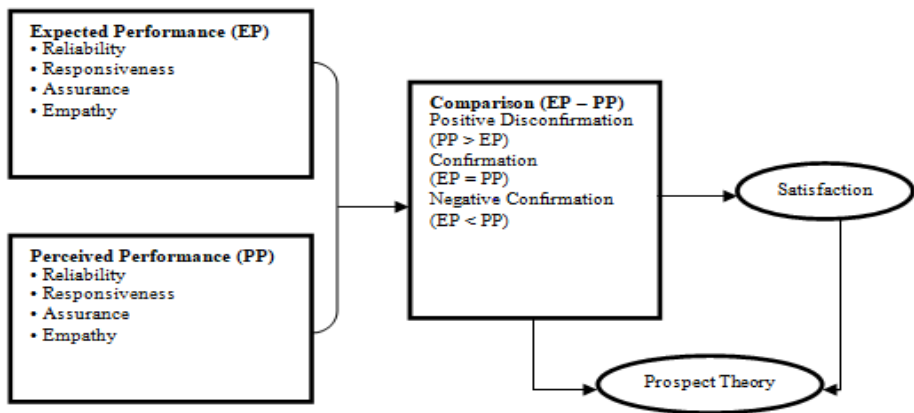 Expected Performance (EP)
• Reliability
• Responsiveness
• Assurance
• Empathy
Perceived Performance (PP)
• Reliability
• Responsiveness
• Assurance
• Empathy
Comparison (EP – PP)
Positive Disconfirmation
(PP > EP)
Confirmation
(EP = PP)
Negative Confirmation
(EP < PP)
Satisfaction
Prospect Theory